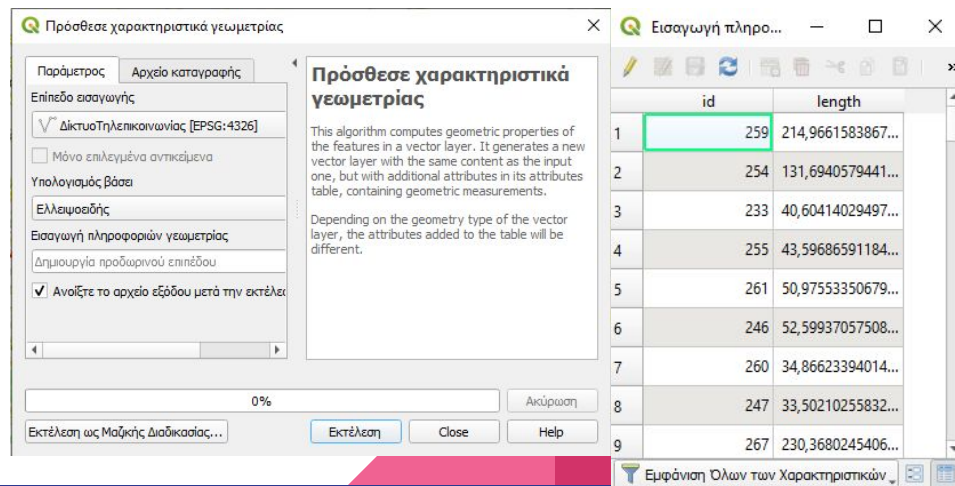 Πρόσθεσε χαρακτηριστικά γεωμετρίας
Παράμετρος
Αρχείο καταγραφής
Επίπεδο εισαγωγής
ΔίκτυοΤηλεπικοινωνίας [EPSG:4326]
Μόνο επιλεγμένα αντικείμενα
Υπολογισμός βάσει
Ελλειψοειδής
Εισαγωγή πληροφοριών γεωμετρίας
Δημιουργία προσωρινού επιπέδου
Ανοίξτε το αρχείο εξόδου μετά την εκτέλεσ
Πρόσθεσε χαρακτηριστικά
γεωμετρίας
This algorithm computes geometric properties of
the features in a vector layer. It generates a new
vector layer with the same content as the input
one, but with additional attributes in its attributes
table, containing geometric measurements.
Depending on the geometry type of the vector
layer, the attributes added to the table will be
different.
0%
Ακύρωση
Εκτέλεση ως Μαζικής Διαδικασίας...
Εκτέλεση
Close
Help
Εισαγωγή πληρο...
id length
1 259 214,9661583867...
2 254 131,6940579441...
3 233 40,60414029497...
4 255 43,59686591184...
5 261 50,97553350679...
6 246 52,59937057508...
7 260 34,86623394014...
8 247 33,50210255832...
9 267 230,3680245406...
Εμφάνιση Όλων των Χαρακτηριστικών